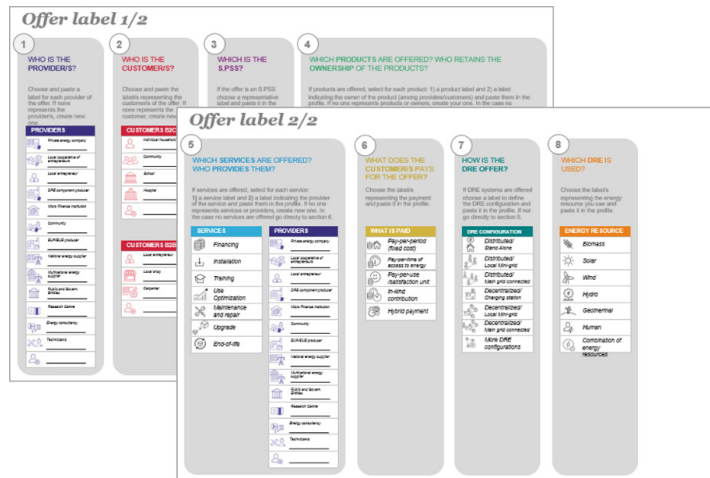 Offer label 1/2
1
WHO IS THE
PROVIDER/S?
Choose and paste a
label for each provider of
the offer. If none
represents the
provider/s, create new
one.
PROVIDERS
Private energy company
Local cooperative of
entrepreneurs
Local entrepreneur
DRE component producer
Micro Finance Institution
Community
National energy supplier
Multinational energy
supplier
Public and Govern.
Entities
Research Centre
Energy consultancy
Technicians
2
WHO IS THE
CUSTOMER/S?
Choose and paste the
label/s representing the
customer/s of the offer. If
none represents the
customer, create new
CUSTOMERS B2C
Individual household
Community
School
Hospital
CUSTOMERS B2B
Local entrepreneur
Local shop
Carpenter
3
WHICH IS THE
S.PSS?
If the offer is an S.PSS
choose a representative
label and paste it in the
4
WHICH PRODUCTS ARE OFFERED? WHO RETAINS THE
OWNERSHIP OF THE PRODUCTS?
If products are offered, select for each product: 1) a product label and 2) a label
indicating the owner of the product (among providers/customers) and paste them in the
profile. If no one represents products or owners, create your one. In the case no
Offer label 2/2
5
WHICH SERVICES ARE OFFERED?
WHO PROVIDES THEM?
If services are offered, select for each service:
1) a service label and 2) a label indicating the provider
of the service and paste them in the profile. If no one
represents services or providers, create new one. In
the case no services are offered go directly to section 6.
SERVICES
Financing
Installation
Training
Use
Optimization
Maintenance
and repair
Upgrade
End-of-life
PROVIDERS
Private energy company
Local cooperative of
entrepreneurs
Local entrepreneur
DRE component producer
Micro Finance Institution
Community
National energy supplier
Multinational energy
supplier
Public and Govern.
Entities
Research Centre
Energy consultancy
Technicians
6
WHAT DOES THE
CUSTOMER/S PAYS
FOR THE OFFER?
Choose the label/s
representing the payment
and paste it in the profile.
WHAT IS PAID
Pay-per-period
(fixed cost)
Pay-per-time of
access to energy
Pay-per-use
/satisfaction unit
In-kind
contribution
Hybrid payment
7
HOW IS THE
DRE OFFER?
If DRE systems are offered
choose a label to define
the DRE configuration and
paste it in the profile. If not
go directly to section 8.
DRE CONFIGURATION
Distributed/
Stand Alone
Distributed/
Local Mini-grid
Distributed/
Main grid connected
Decentralized/
Charging station
Decentralized/
Local Mini-grid
Decentralized/
Main grid connected
More DRE
configurations
8
WHICH DRE IS
USED?
Choose the label/s
representing the energy
resource you use and
paste it in the profile.
ENERGY RESOURCE
Biomass
Solar
Wind
Hydro
Geothermal
Human
Combination of
energy
resources